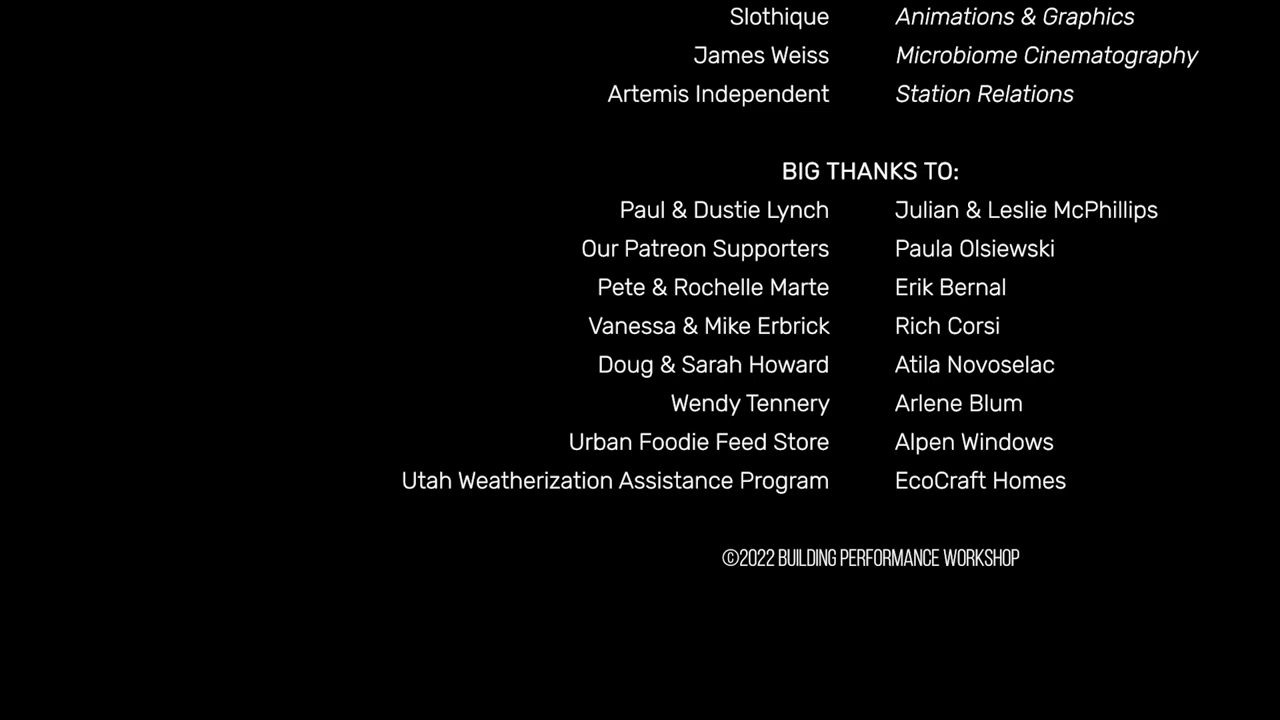 Slothique Animations & Graphics
James Weiss Microbiome Cinematography
Artemis Independent Station Relations
BIG THANKS TO:
Paul & Dustie Lynch Julian & Leslie McPhillips
Our Patreon Supporters Paula Olsiewski
Pete & Rochelle Marte Erik Bernal
Vanessa & Mike Erbrick Rich Corsi
Doug & Sarah Howard Atila Novoselac
Wendy Tennery Arlene Blum
Urban Foodie Feed Store Alpen Windows
Utah Weatherization Assistance Program EcoCraft Homes
©2022 BUILDING PERFORMANCE WORKSHOP